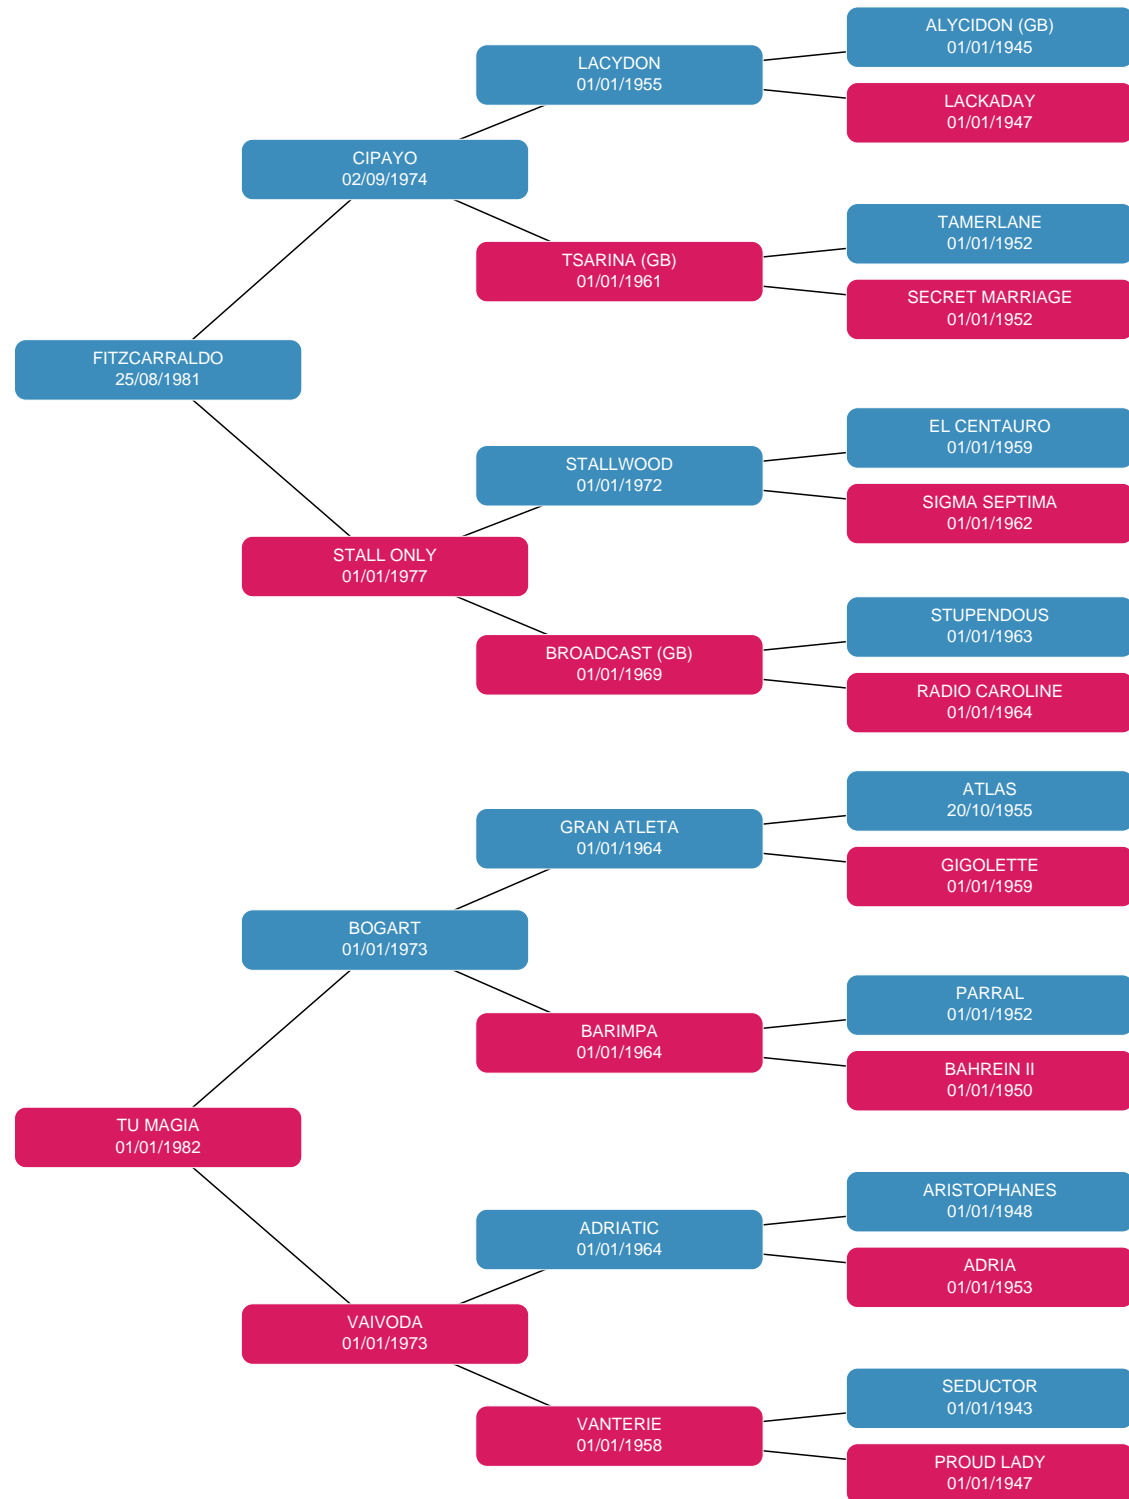 ALYCIDON (GB)
01/01/1945
LACYDON
01/01/1955
LACKADAY
01/01/1947
CIPAYO
02/09/1974
TAMERLANE
01/01/1952
TSARINA (GB)
01/01/1961
SECRET MARRIAGE
01/01/1952
FITZCARRALDO
25/08/1981
EL CENTAURO
01/01/1959
STALLWOOD
01/01/1972
SIGMA SEPTIMA
01/01/1962
STALL ONLY
01/01/1977
STUPENDOUS
01/01/1963
BROADCAST (GB)
01/01/1969
RADIO CAROLINE
01/01/1964
ATLAS
20/10/1955
GRAN ATLETA
01/01/1964
GIGOLETTE
01/01/1959
BOGART
01/01/1973
PARRAL
01/01/1952
BARIMPA
01/01/1964
BAHREIN II
01/01/1950
TU MAGIA
01/01/1982
ARISTOPHANES
01/01/1948
ADRIATIC
01/01/1964
ADRIA
01/01/1953
VAIVODA
01/01/1973
SEDUCTOR
01/01/1943
VANTERIE
01/01/1958
PROUD LADY
01/01/1947